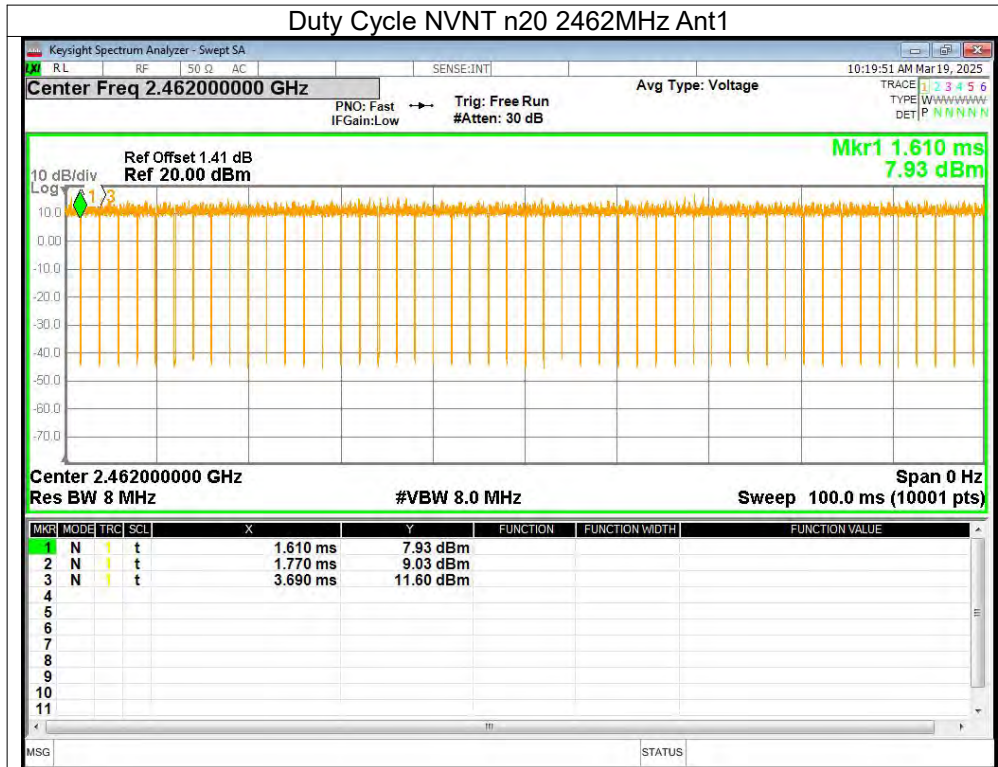 Duty Cycle NVNT n20 2462MHz Ant1
Keysight Spectrum Analyzer - Swept SA
LXI RL RF 50 Ω AC SENSE:INT 10:19:51 AM Mar 19, 2025
Center Freq 2.462000000 GHz Avg Type: Voltage TRACE 1 2 3 4 5 6
PNO: Fast Trig: Free Run TYPE WWWWWWW
IFGain:Low #Atten: 30 dB DET P N N N N N
Mkr1 1.610 ms
Ref Offset 1.41 dB
10 dB/div Ref 20.00 dBm 7.93 dBm
Log
1 3
10.0
0.00
-10.0
-20.0
-30.0
-40.0
-50.0
-60.0
-70.0
Center 2.462000000 GHz Span 0 Hz
Res BW 8 MHz #VBW 8.0 MHz Sweep 100.0 ms (10001 pts)
MKR MODE TRC SCL X Y FUNCTION FUNCTION WIDTH FUNCTION VALUE
1 N 1 t 1.610 ms 7.93 dBm
2 N 1 t 1.770 ms 9.03 dBm
3 N 1 t 3.690 ms 11.60 dBm
4
5
6
7
8
9
10
11
MSG STATUS